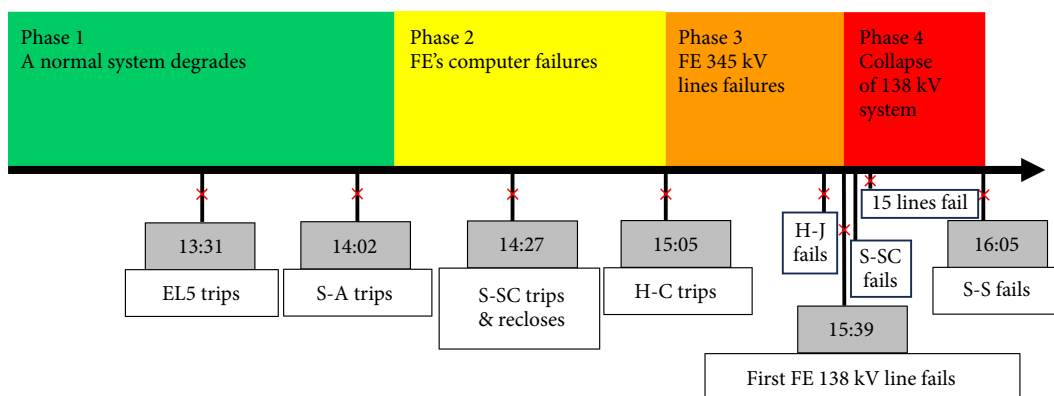 Phase 1
A normal system degrades
Phase 2
FE's computer failures
Phase 3
FE 345 kV
lines failures
Phase 4
Collapse
of 138 kV
system
13:31
EL5 trips
14:02
S-A trips
14:27
S-SC trips
& recloses
15:05
H-C trips
H-J
fails
15:39
First FE 138 kV line fails
S-SC
fails
15 lines fail
16:05
S-S fails